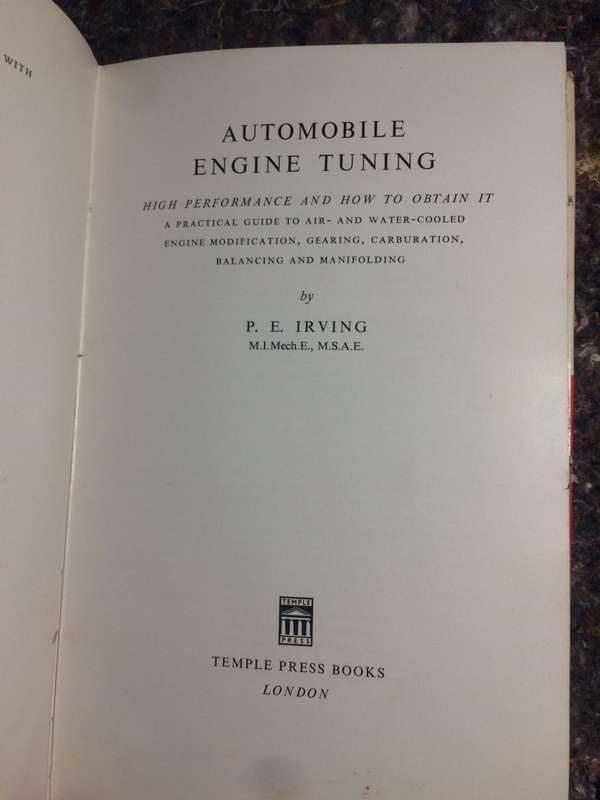 WITH
AUTOMOBILE
ENGINE TUNING
HIGH PERFORMANCE AND HOW TO OBTAIN IT
A PRACTICAL GUIDE TO AIR- AND WATER-COOLED
ENGINE MODIFICATION, GEARING, CARBURATION,
BALANCING AND MANIFOLDING
by
P. E. IRVING
M.I.Mech.E., M.S.A.E.
TEMPLE
PRESS
TEMPLE PRESS BOOKS
LONDON